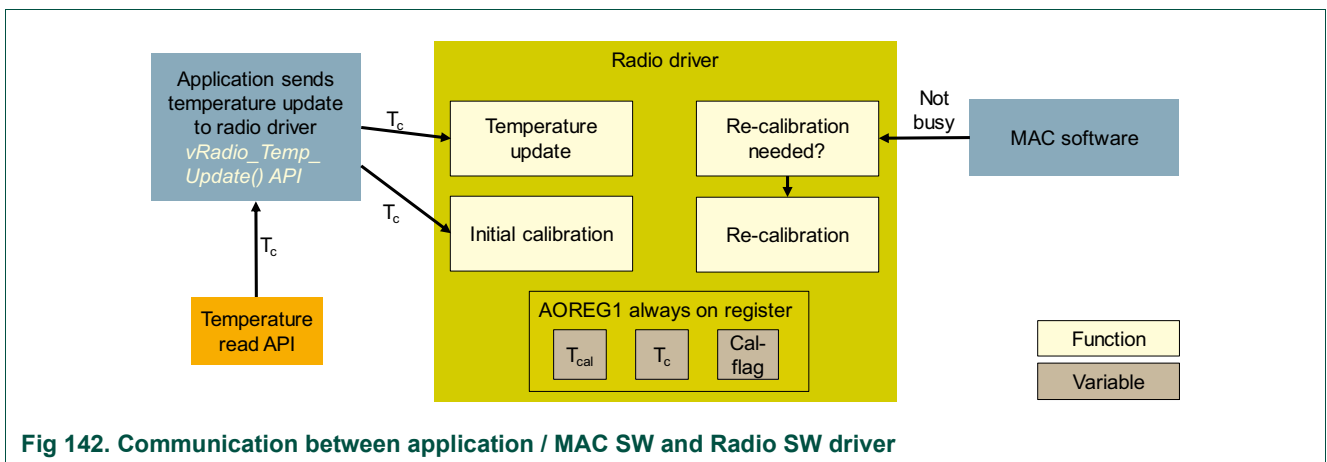 Radio driver
Application sends
temperature update
to radio driver
vRadio_Temp_
Update() API
Tc
Tc
Tc
Temperature
read API
Temperature
update
Initial calibration
Re-calibration
needed?
Re-calibration
Not
busy
MAC software
AOREG1 always on register
Tcal
Tc
Cal-
flag
Function
Variable
Fig 142. Communication between application / MAC SW and Radio SW driver